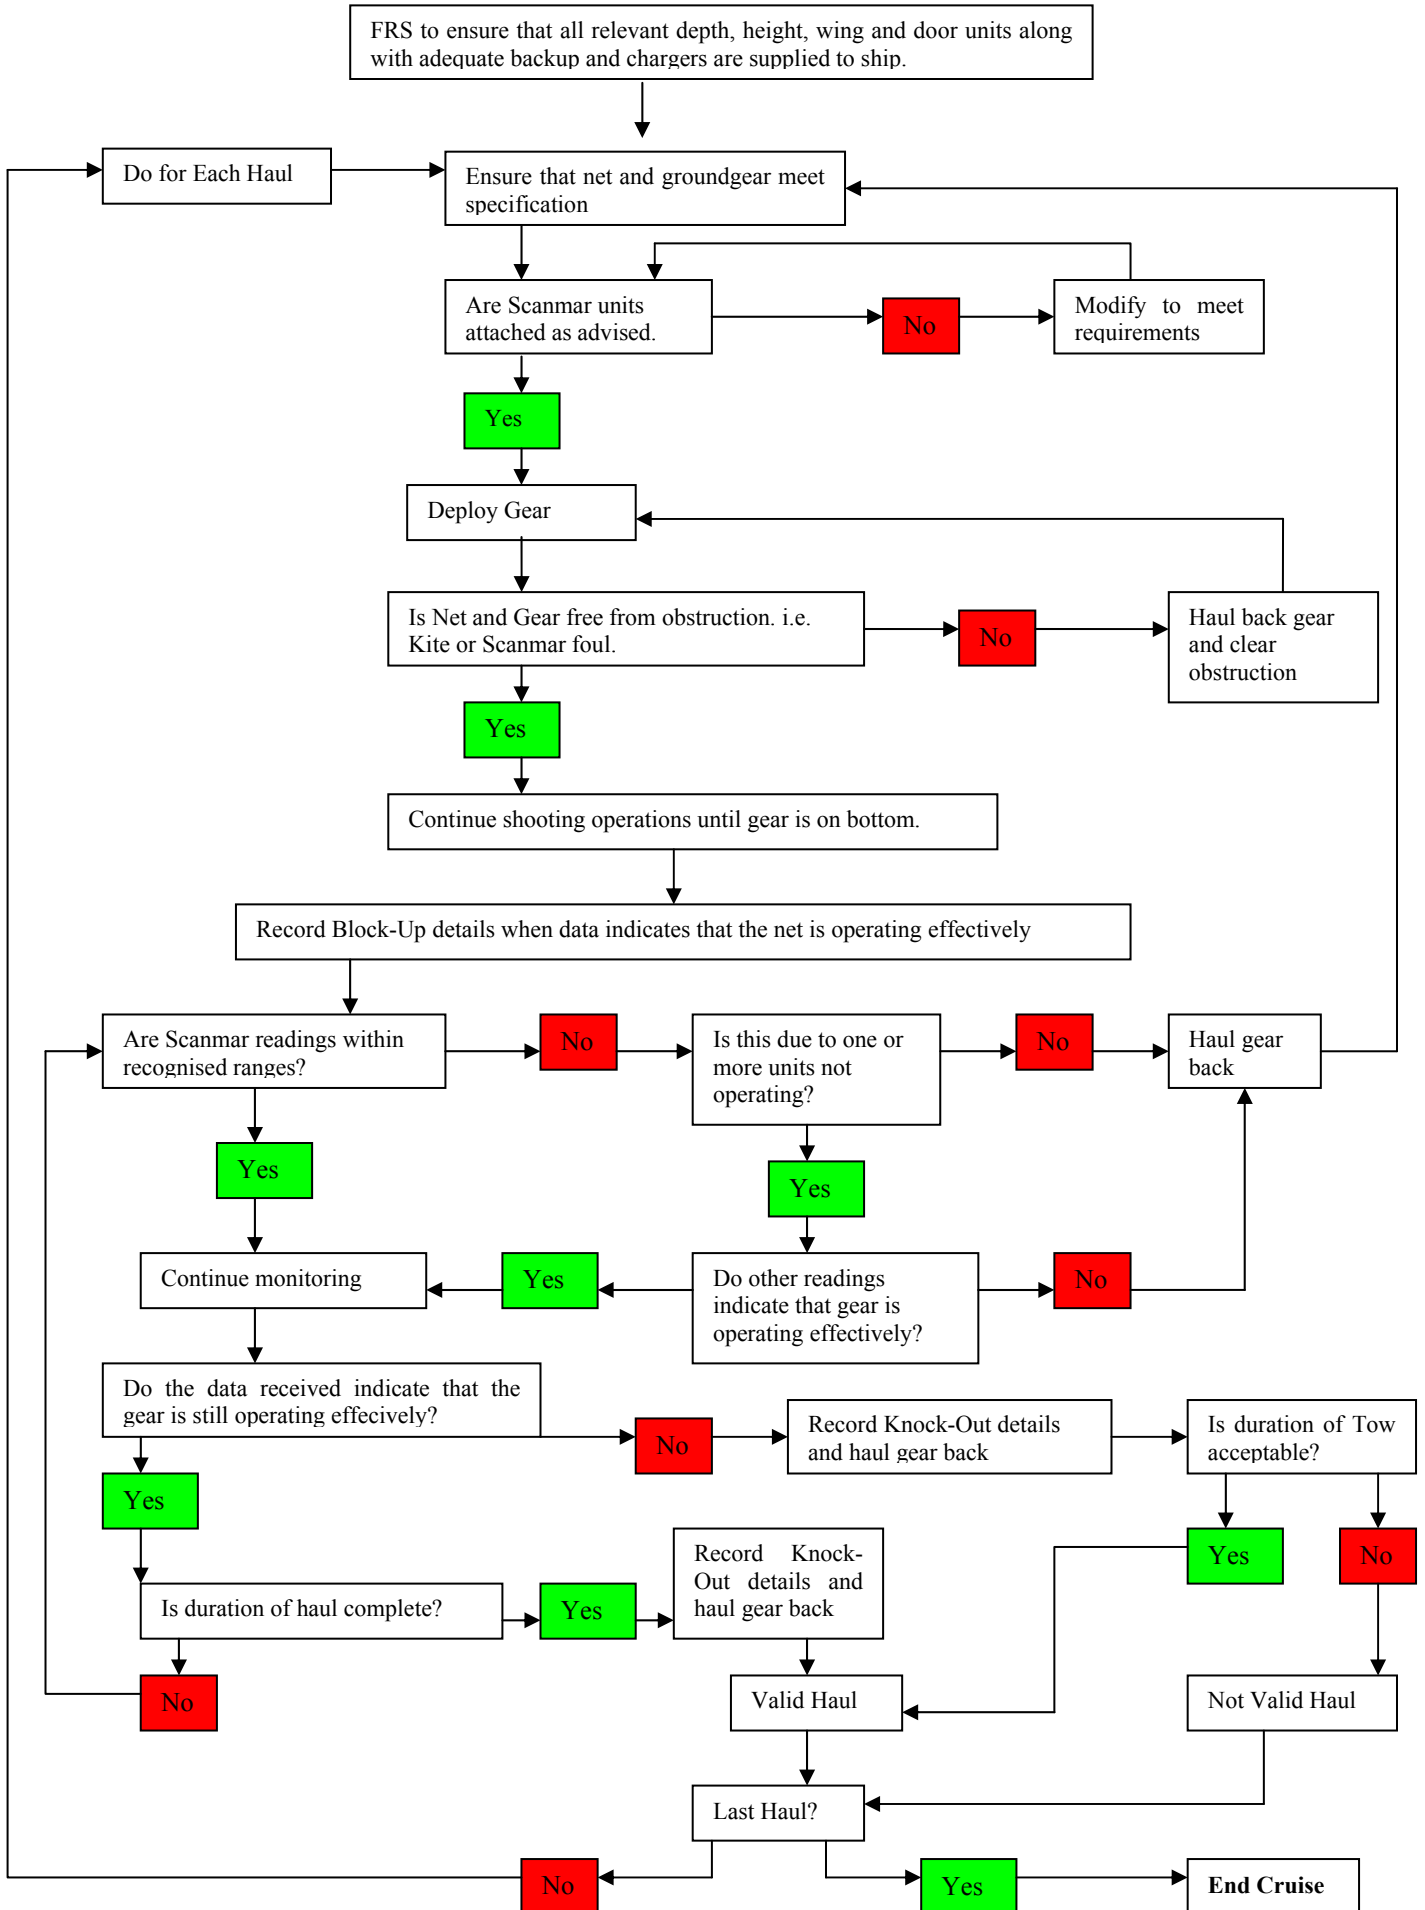 FRS to ensure that all relevant depth, height, wing and door units along
with adequate backup and chargers are supplied to ship.
Do for Each Haul
Ensure that net and groundgear meet
specification
Are Scanmar units
attached as advised.
No
Modify to meet
requirements
Yes
Deploy Gear
Is Net and Gear free from obstruction. i.e.
Kite or Scanmar foul.
No
Haul back gear
and clear
obstruction
Yes
Continue shooting operations until gear is on bottom.
Record Block-Up details when data indicates that the net is operating effectively
Are Scanmar readings within
recognised ranges?
No
Is this due to one or
more units not
operating?
No
Haul gear
back
Yes
Yes
Continue monitoring
Yes
Do other readings
indicate that gear is
operating effectively?
No
Do the data received indicate that the
gear is still operating effecively?
No
Record Knock-Out details
and haul gear back
Is duration of Tow
acceptable?
Yes
Yes
No
Is duration of haul complete?
Yes
Record Knock-
Out details and
haul gear back
No
Valid Haul
Not Valid Haul
Last Haul?
No
Yes
End Cruise